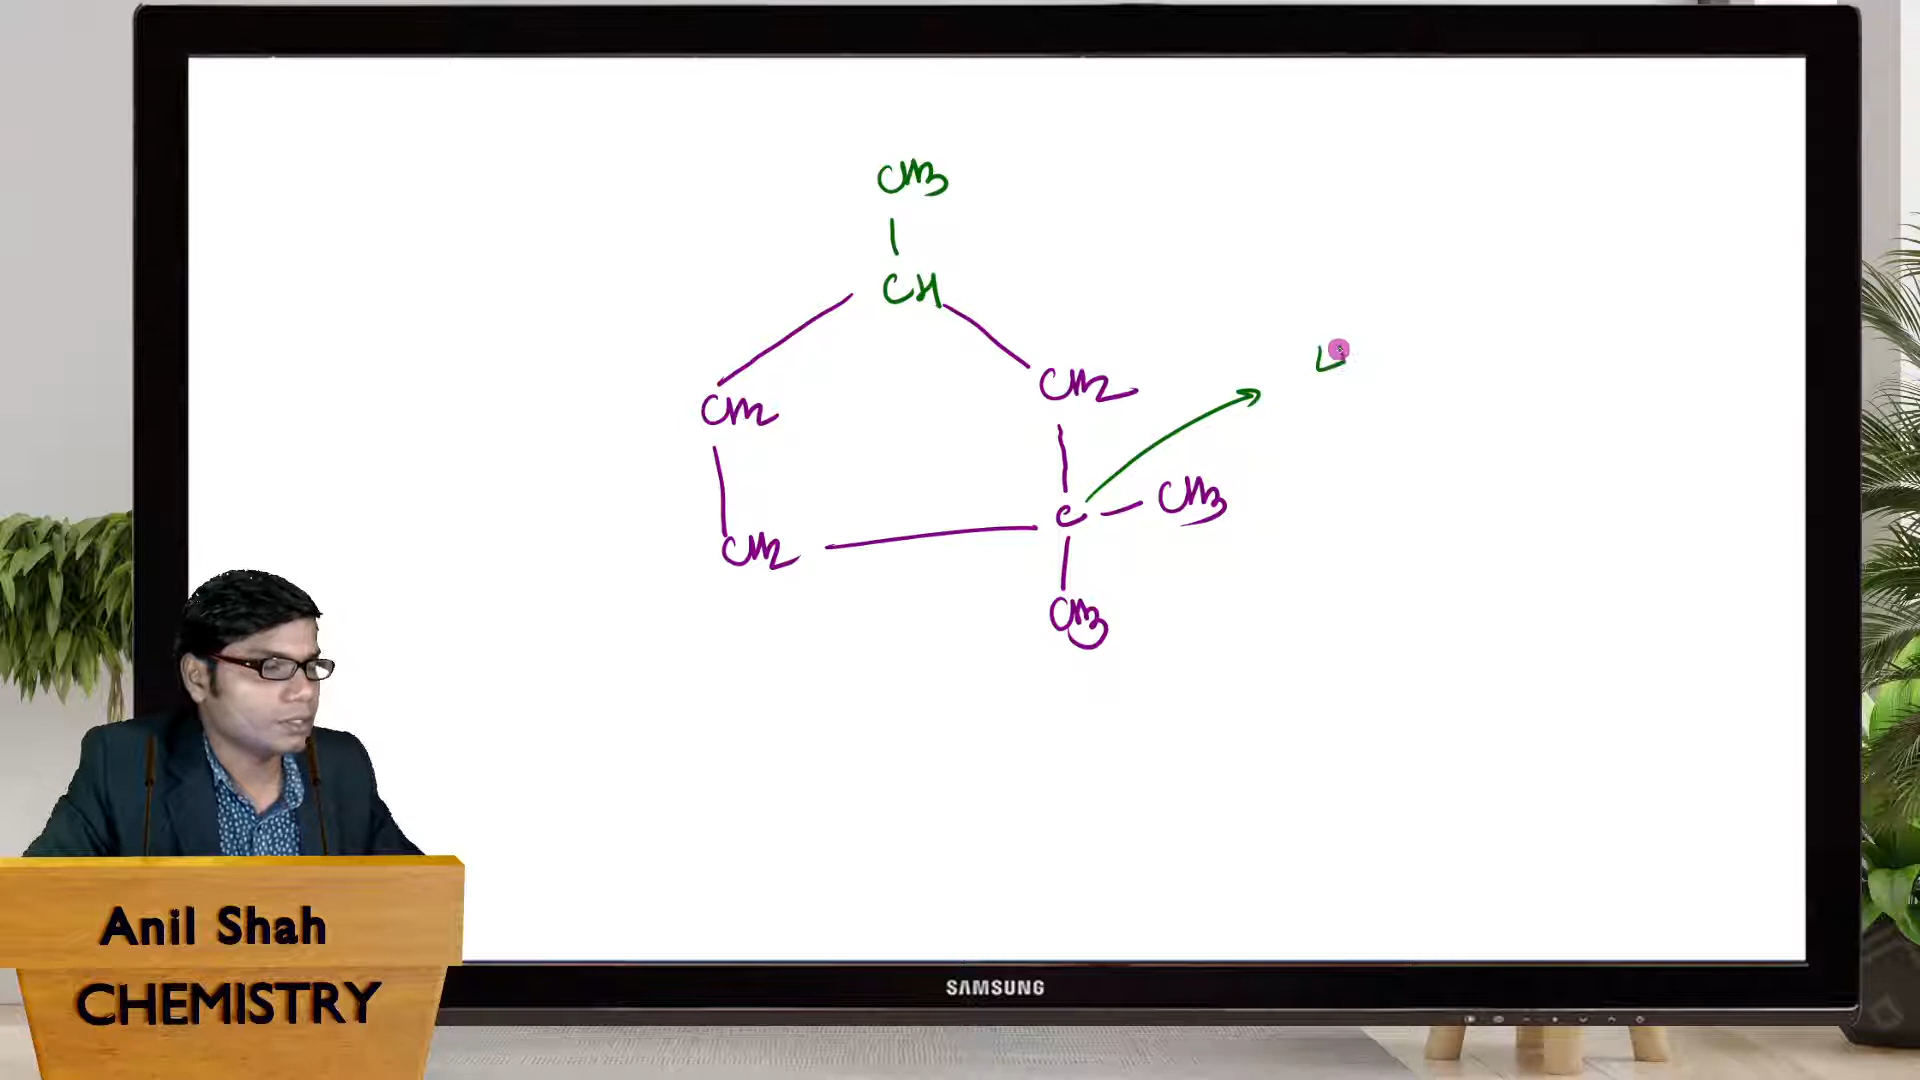 CH3
CH
CH2
CH2
CH3
C
CH2
CH3
Anil Shah
CHEMISTRY
SAMSUNG